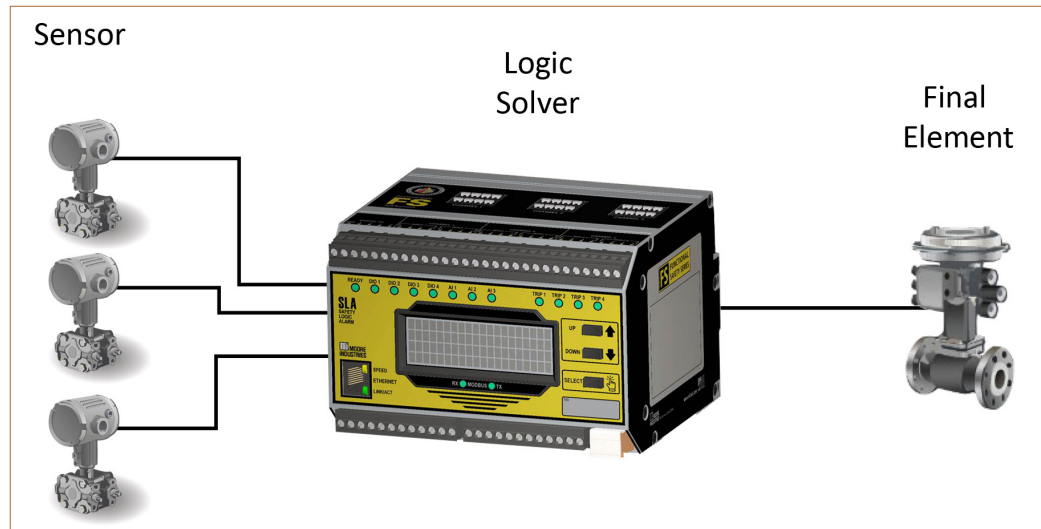 Sensor
Logic
Solver
Final
Element
FS
FS FUNCTIONAL
SAFETY SERIES
READY DIO 1 DIO 2 DIO 3 DIO 4 AI 1 AI 2 AI 3
TRIP 1 TRIP 2 TRIP 3 TRIP 4
SLA
SAFETY
LOGIC
ALARM
UP
MOORE
INDUSTRIES
DOWN
SPEED
ETHERNET
LINK/ACT
RX MODBUS TX
SELECT